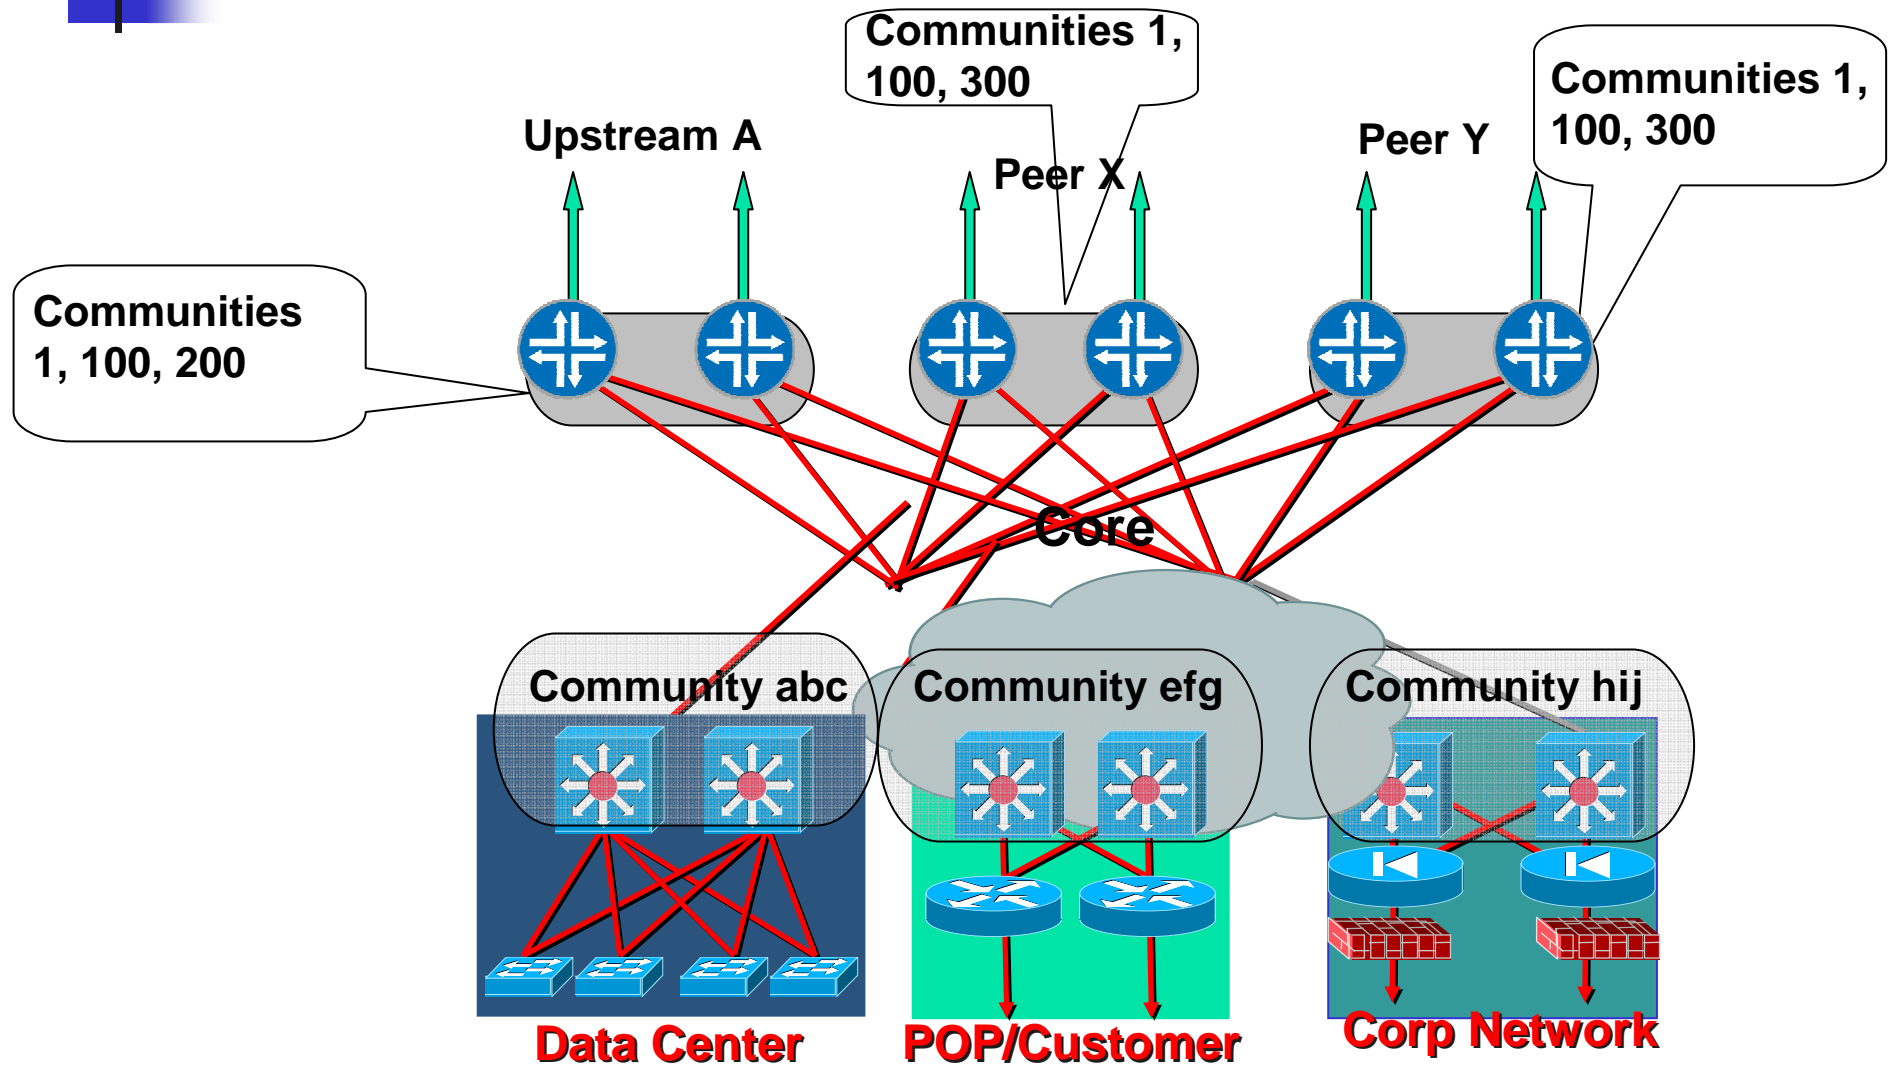 Communities 1,
100, 300
Communities 1,
100, 300
Upstream A
Peer X
Peer Y
Communities
1, 100, 200
Core
Community abc
Community efg
Community hij
Data Center
POP/Customer
Corp Network